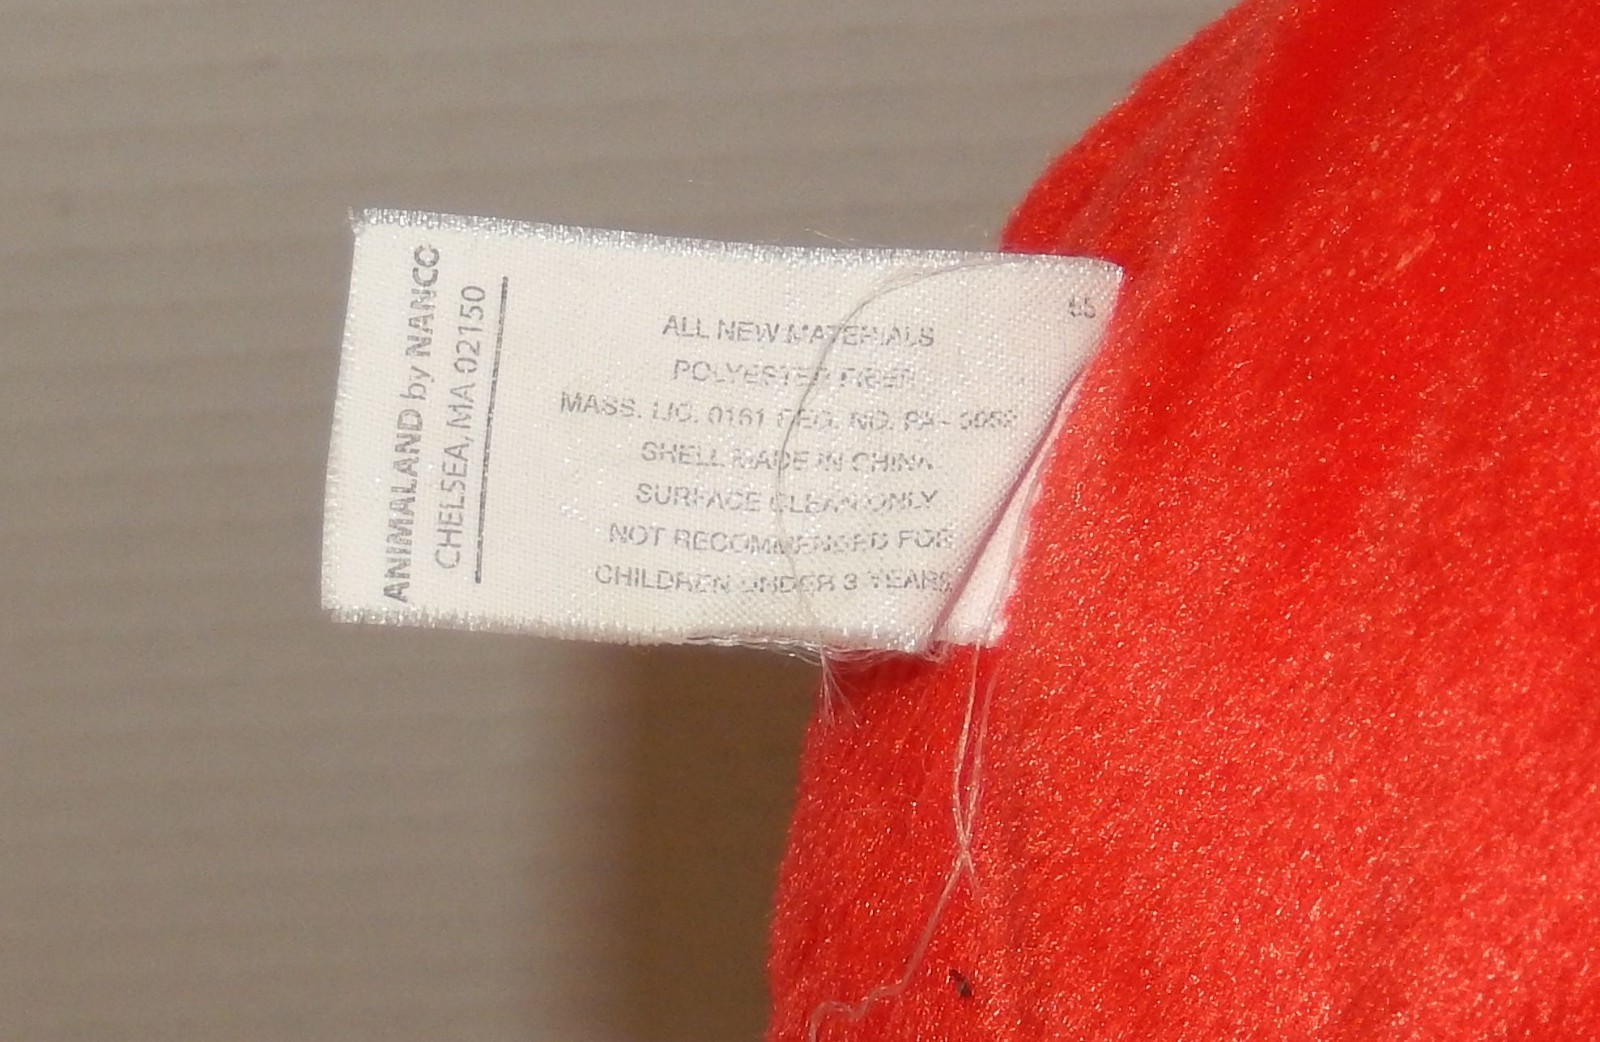 ANIMALAND by NANCO
CHELSEA, MA 02150
55
ALL NEW MATERIALS
POLYESTER FIBER
MASS. LIC. 0161 REG. NO. PA-
SHELL MADE IN CHINA
SURFACE CLEAN ONLY
NOT RECOMMENDED FOR
CHILDREN UNDER 3 YEARS